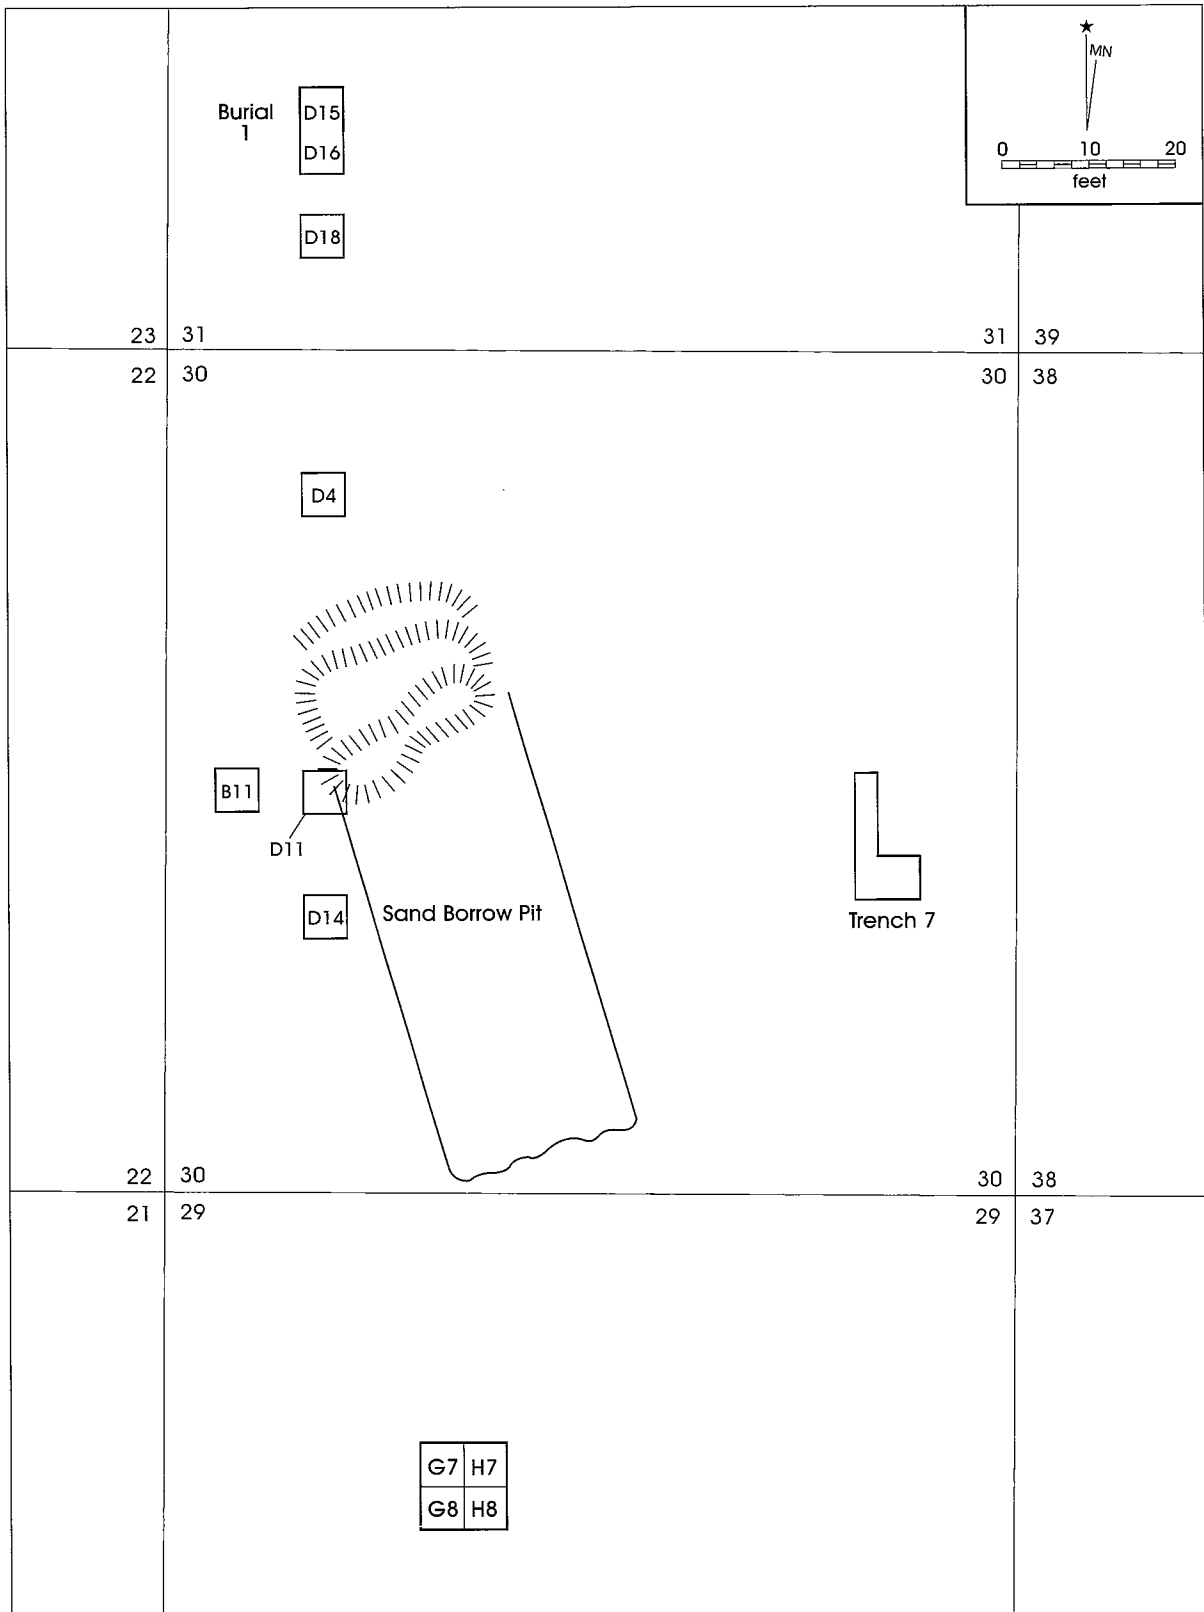 MN
0 10 20
feet
Burial
1
D15
D16
D18
23 31
31 39
22 30
30 38
D4
B11
D11
D14
Sand Borrow Pit
Trench 7
22 30
30 38
21 29
29 37
G7 H7
G8 H8